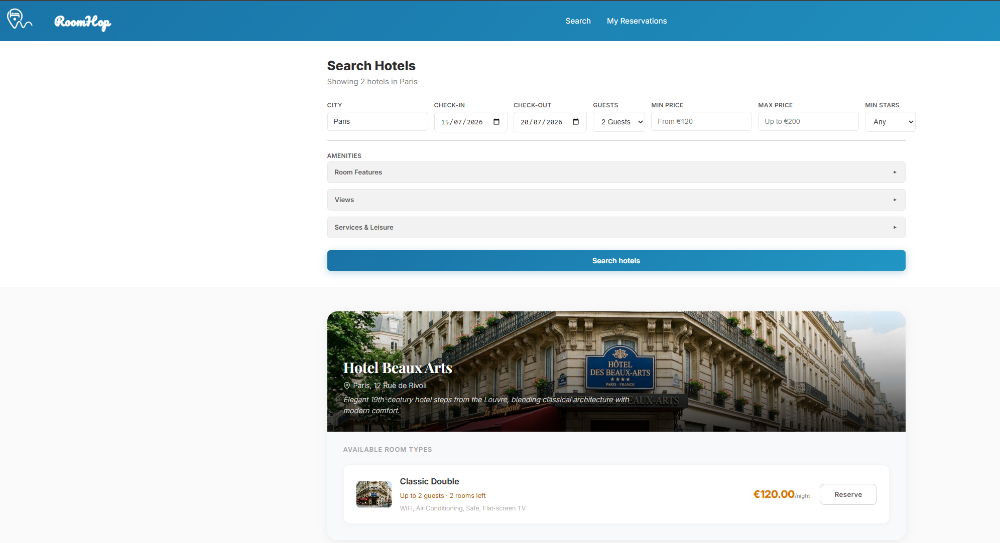 RoomHop
Search
My Reservations
Search Hotels
Showing 2 hotels in Paris
CITY
CHECK-IN
CHECK-OUT
GUESTS
MIN PRICE
MAX PRICE
MIN STARS
Paris
15/07/2026
20/07/2026
2 Guests
From €120
Up to €200
Any
AMENITIES
Room Features
Views
Services & Leisure
Search hotels
HÔTEL
DES BEAUX-ARTS
PARIS - FRANCE
Hotel Beaux Arts
Paris, 12 Rue de Rivoli
Elegant 19th-century hotel steps from the Louvre, blending classical architecture with
modern comfort.
HOTEL DES BEAUX-ARTS
le Bonaparte
AVAILABLE ROOM TYPES
Classic Double
Up to 2 guests · 2 rooms left
WiFi, Air Conditioning, Safe, Flat-screen TV
€120.00/night
Reserve